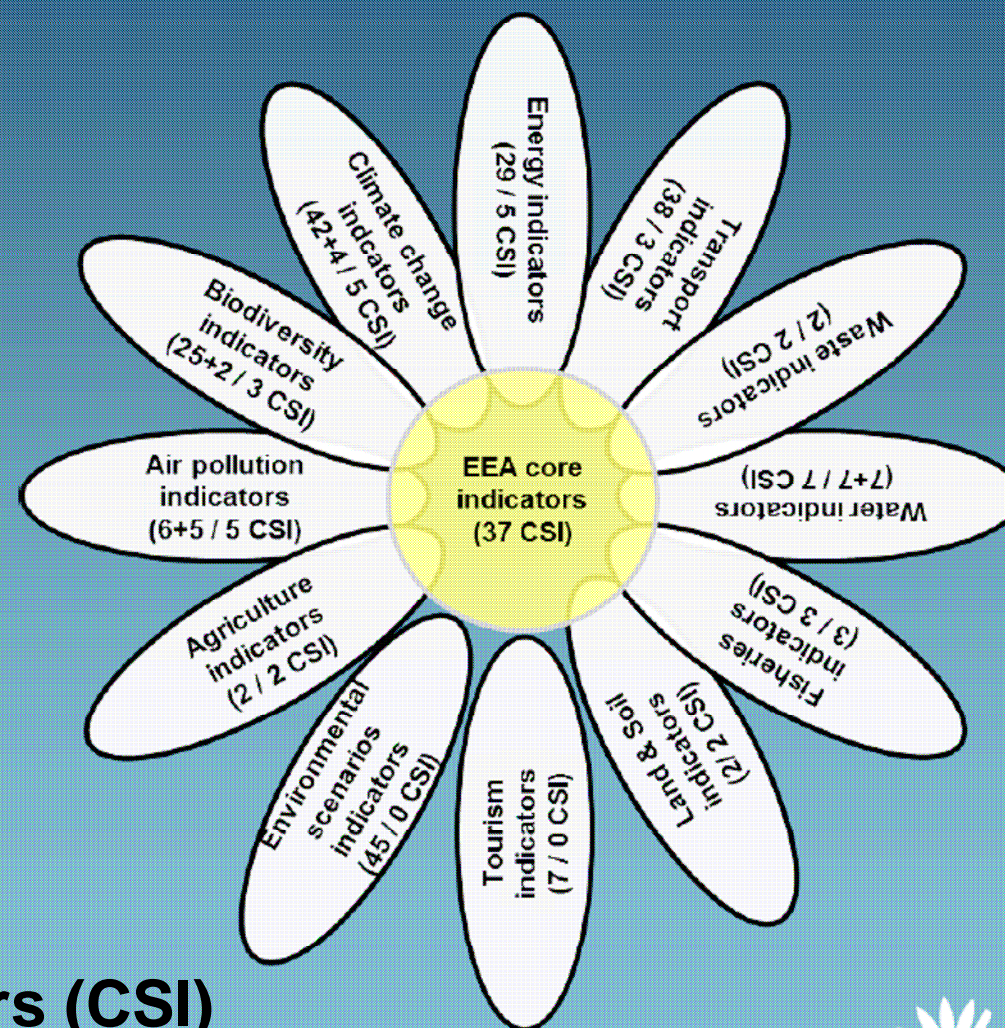 Energy indicators
(29 / 5 CSI)
Transport
indicators
(38 / 3 CSI)
Waste indicators
(2 / 2 CSI)
Water indicators
(7+7 / 7 CSI)
Fisheries
indicators
(3 / 3 CSI)
Land & Soil
indicators
(2/ 2 CSI)
Tourism
indicators
(7 / 0 CSI)
Environmental
scenarios
indicators
(45 / 0 CSI)
Agriculture
indicators
(2 / 2 CSI)
Air pollution
indicators
(6+5 / 5 CSI)
Biodiversity
indicators
(25+2 / 3 CSI)
Climate change
indcators
(42+4 / 5 CSI)
EEA core
indicators
(37 CSI)
rs (CSI)